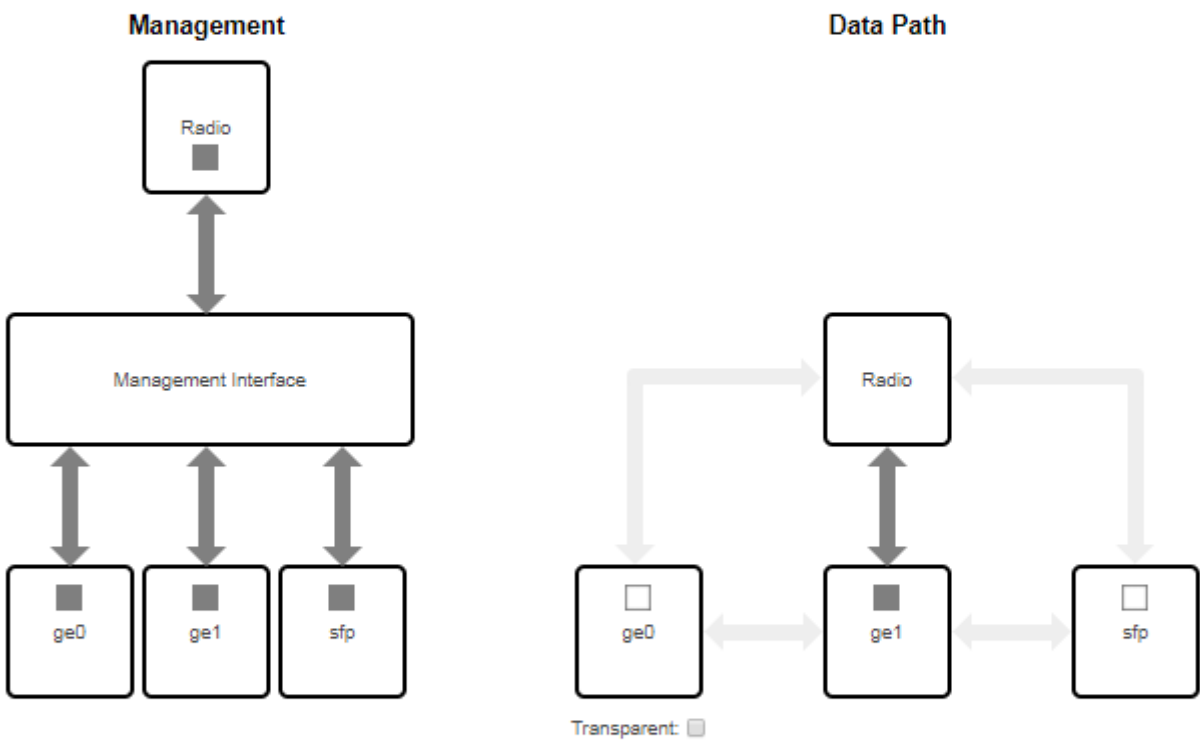 Management
Data Path
Radio
Management Interface
Radio
ge0
ge1
sfp
ge0
ge1
sfp
Transparent: